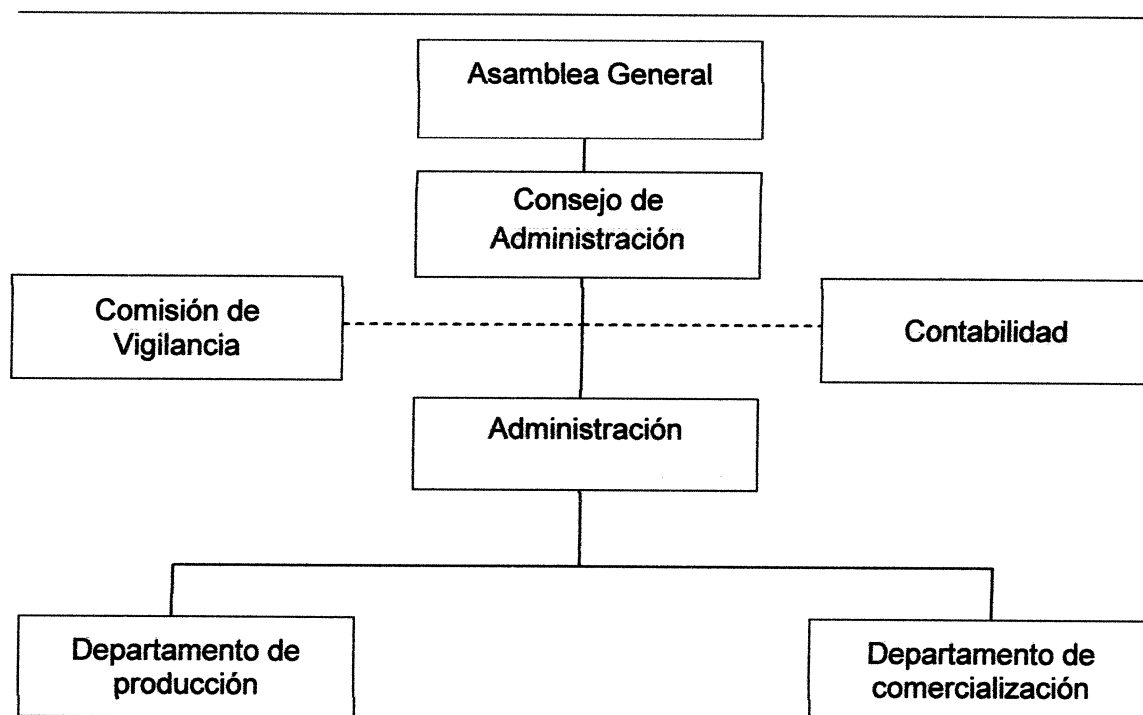 Asamblea General
Consejo de
Administración
Comisión de
Vigilancia
Contabilidad
Administración
Departamento de
producción
Departamento de
comercialización